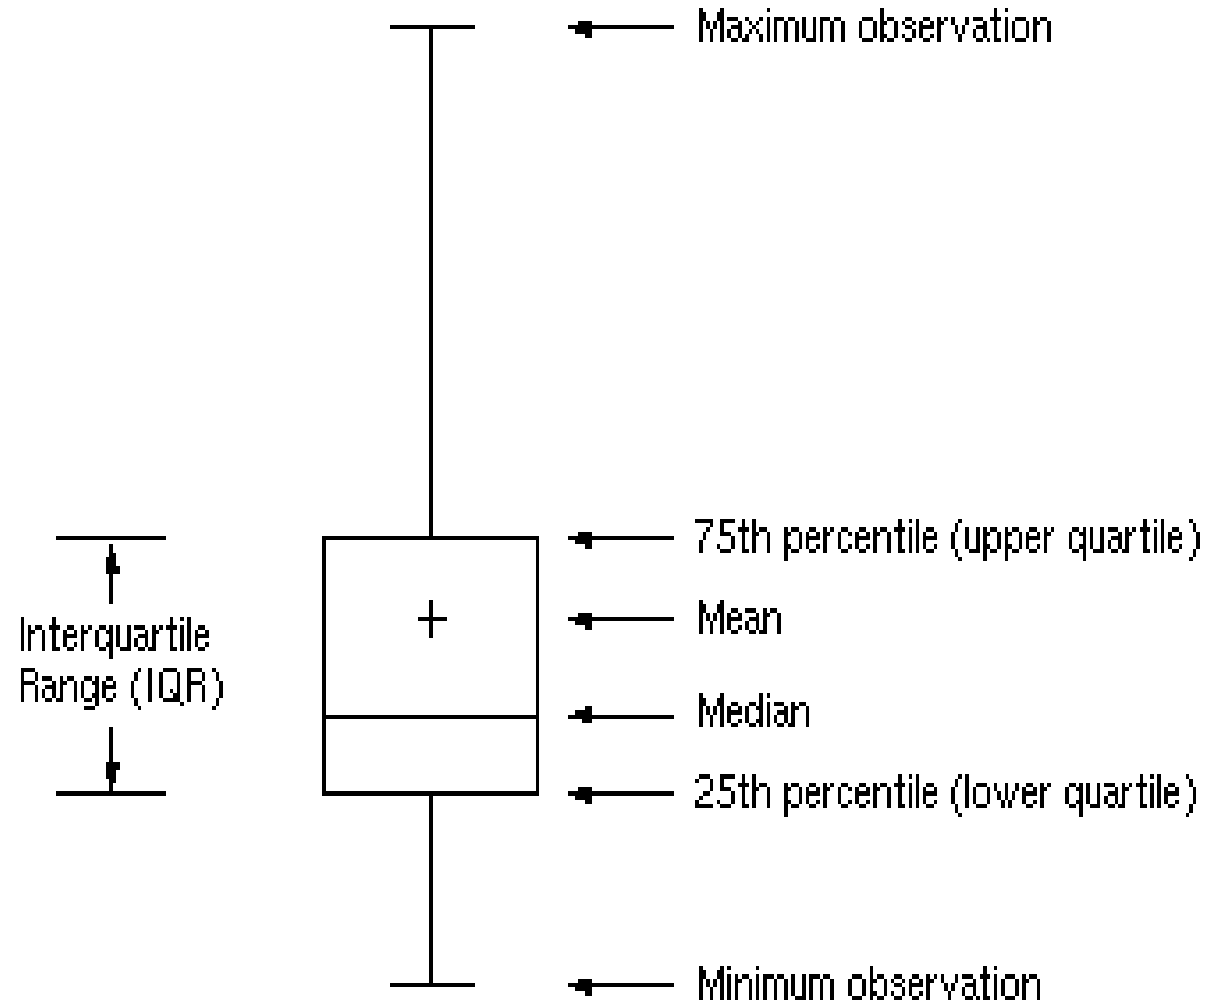 Maximum observation
75th percentile (upper quartile)
Mean
Interquartile
Range (IQR)
Median
25th percentile (lower quartile)
Minimum observation